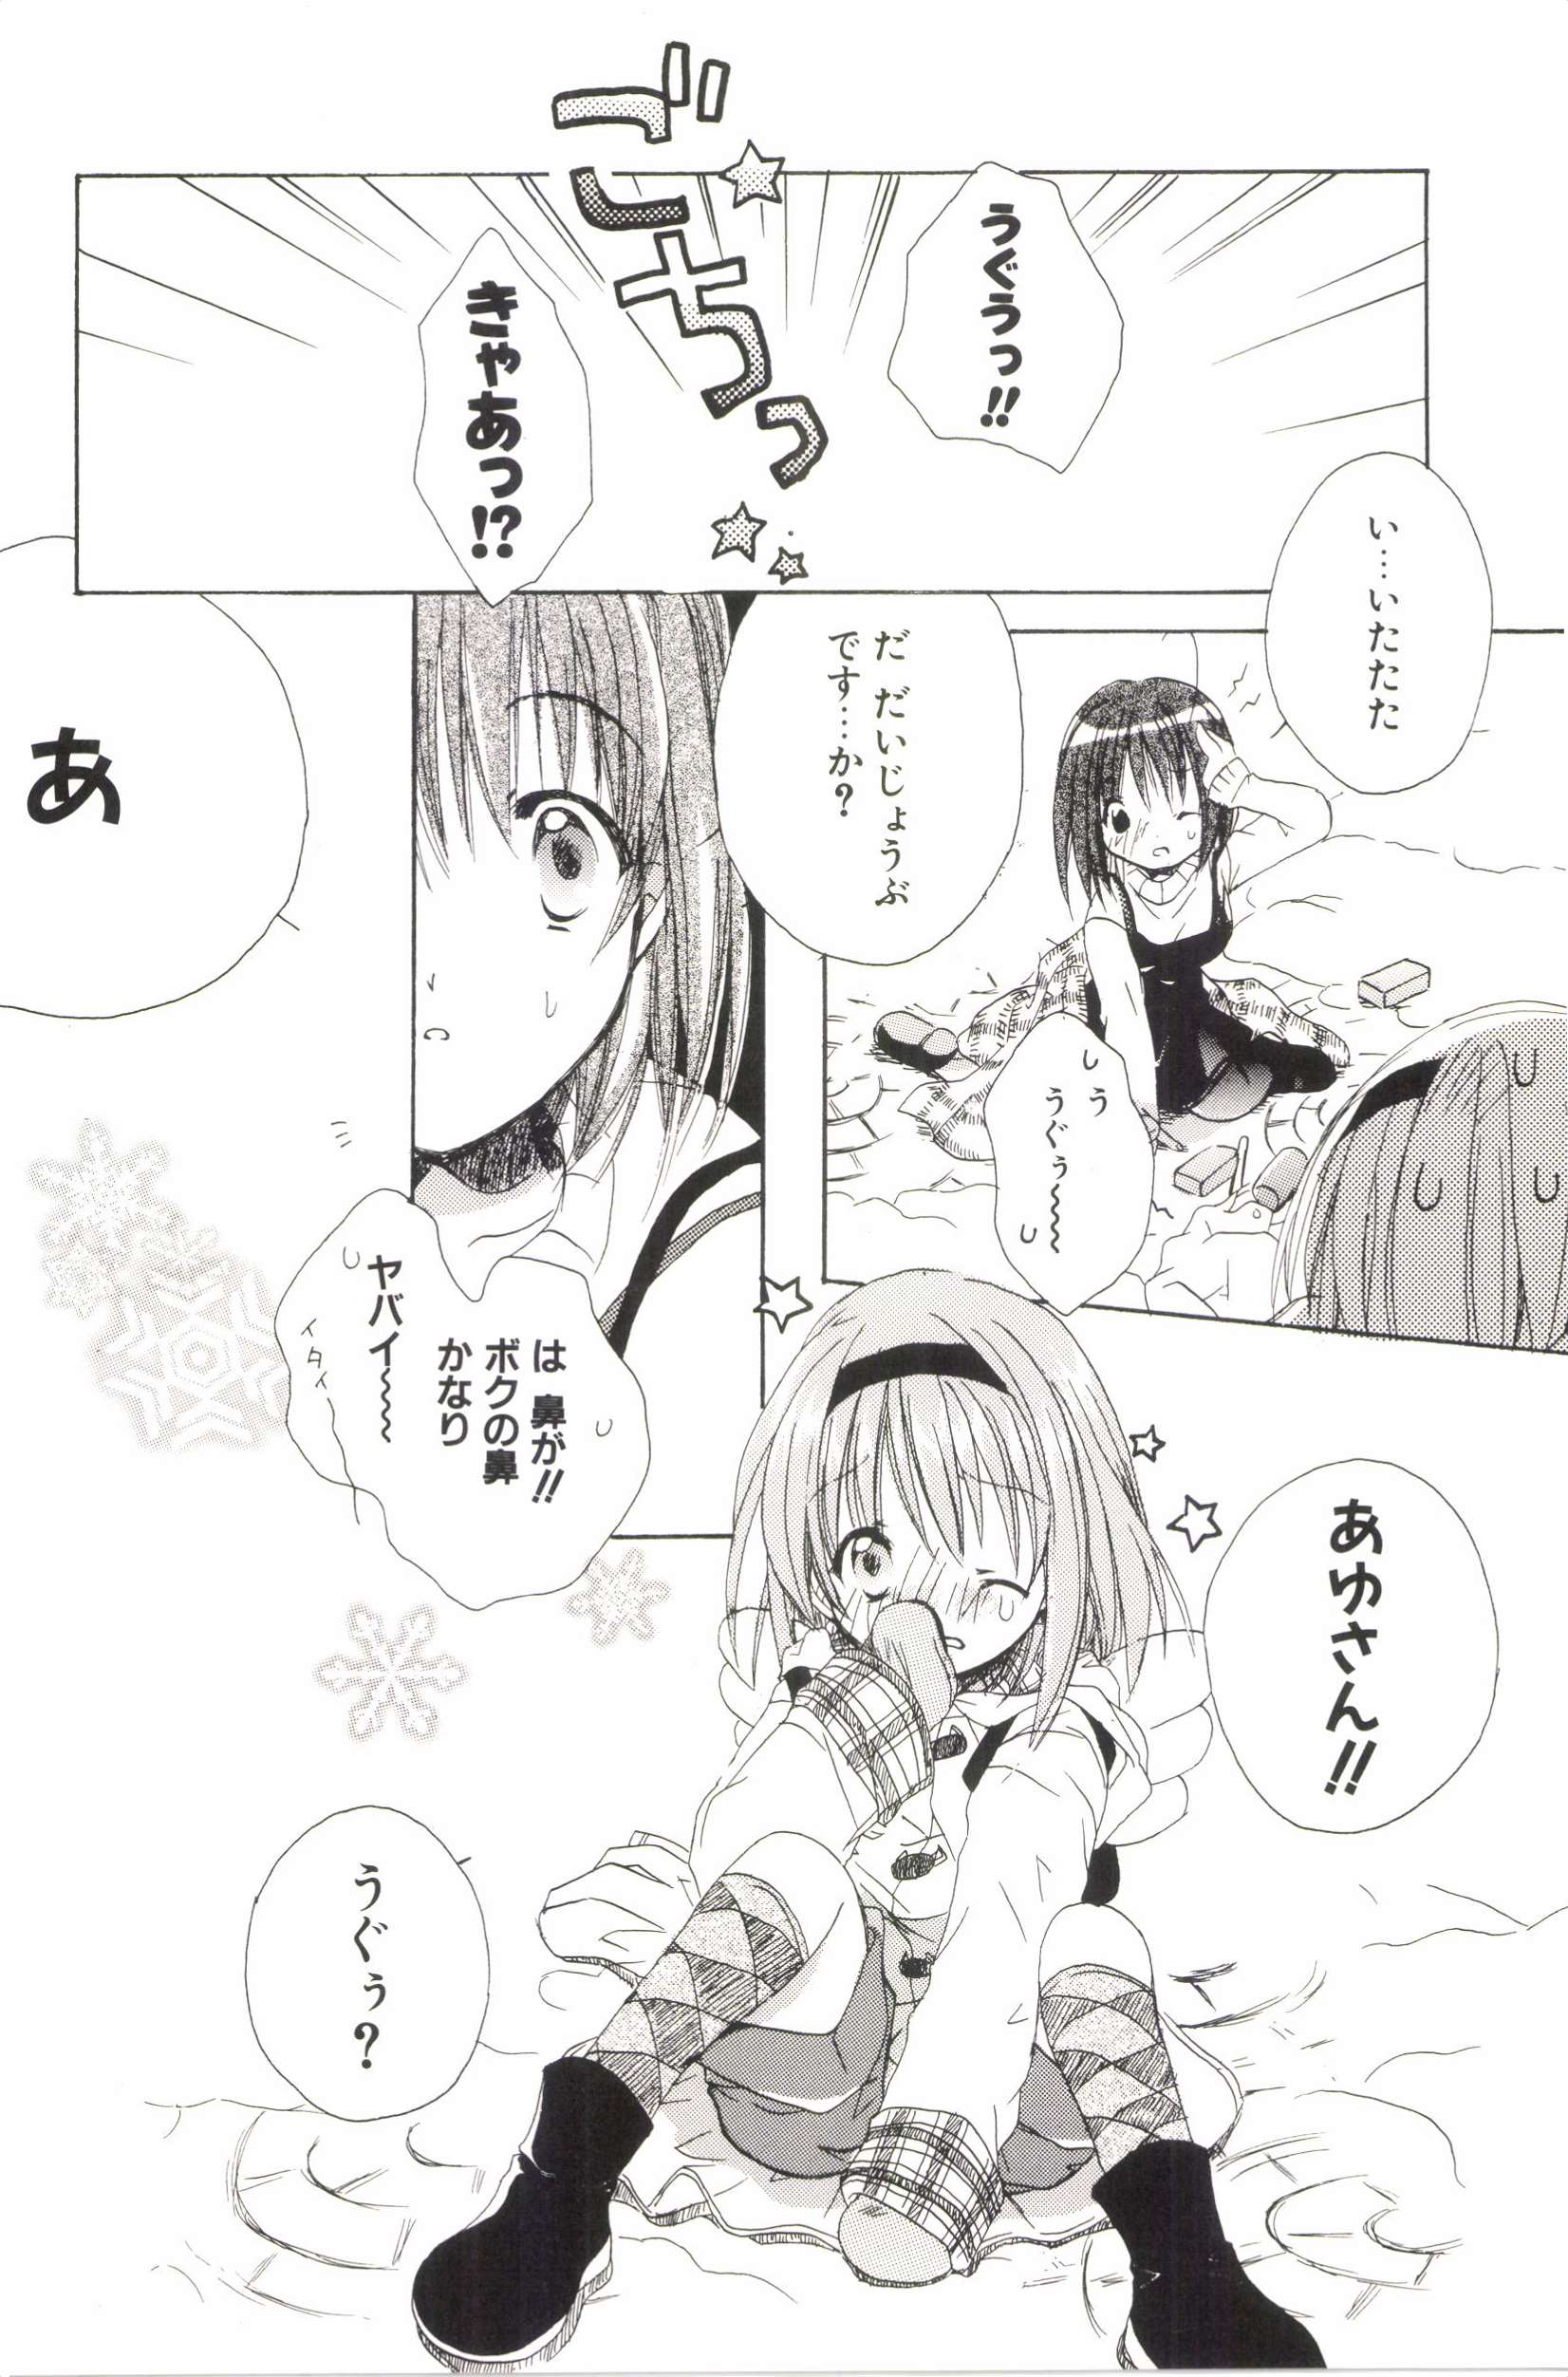 うぐうっ!!
ごちっ
きゃあっ!?
い…いたたた
だ だいじょうぶ
です…か?
う
うぐぅ~~~
あ
は 鼻が!!
ボクの鼻
かなり
ヤバイ~~~
イタイ
あゆさん!!
うぐぅ?